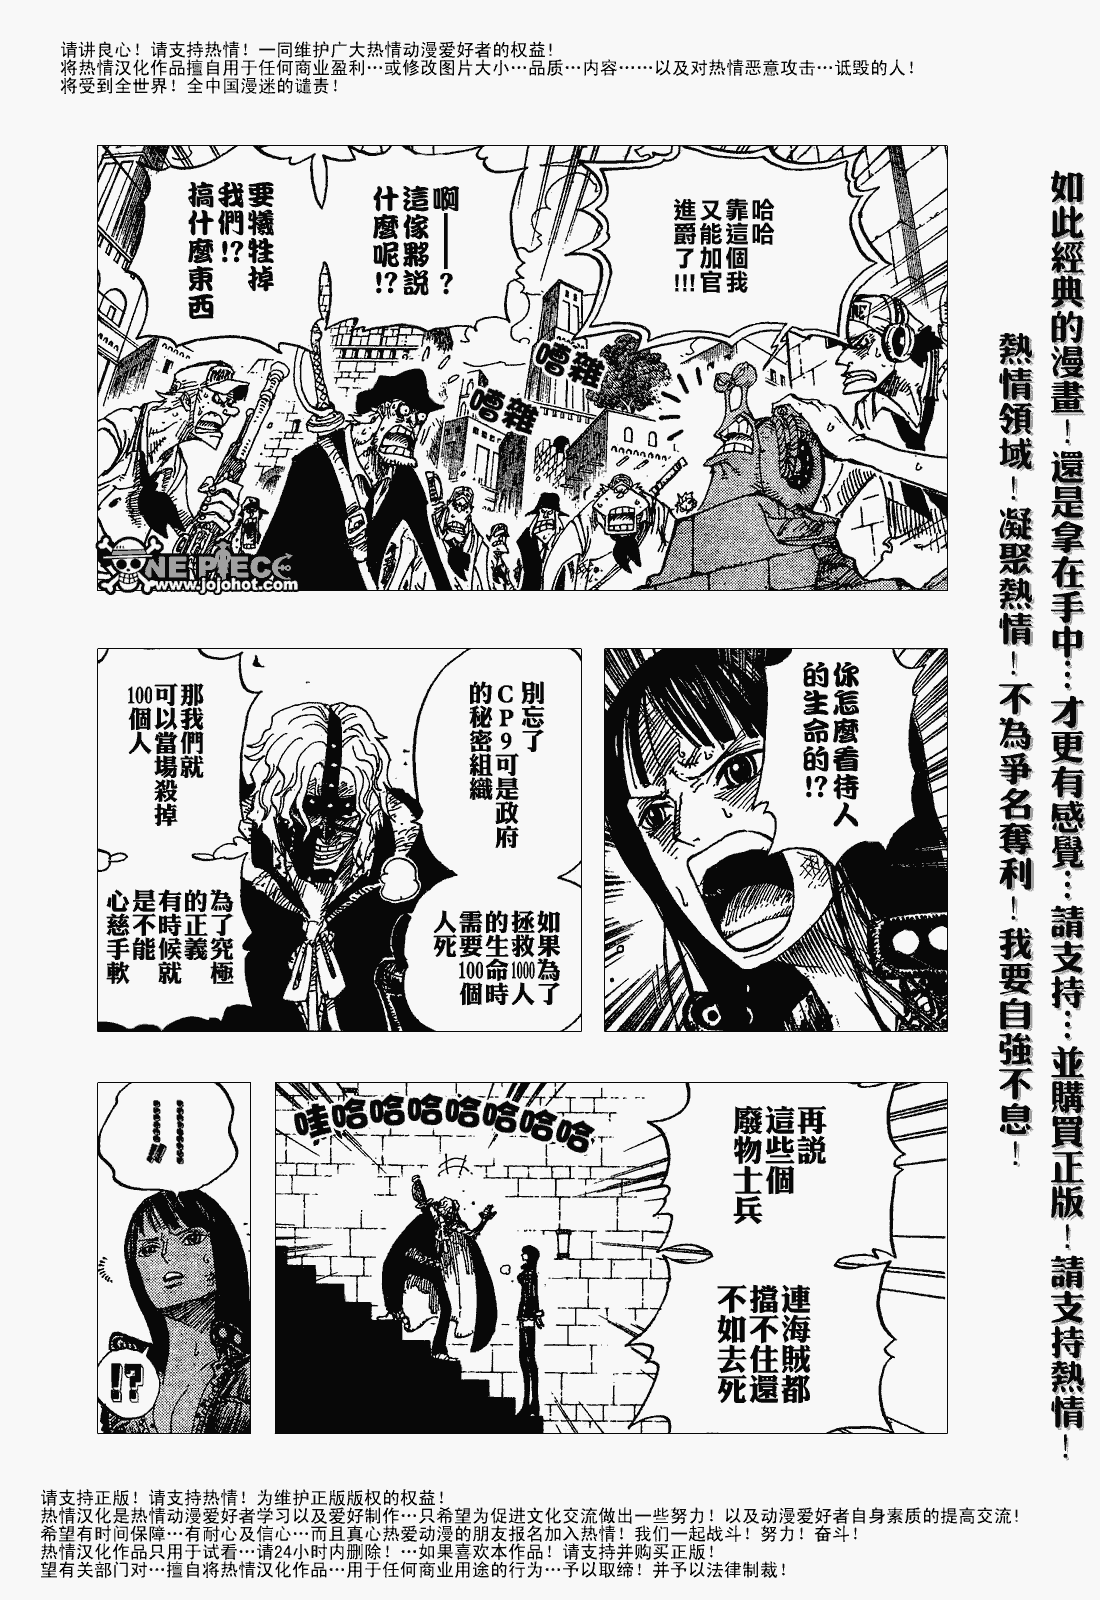 请讲良心！请支持热情！一同维护广大热情动漫爱好者的权益！
将热情汉化作品擅自用于任何商业盈利…或修改图片大小…品质…内容……以及对热情恶意攻击…诋毁的人！
将受到全世界！全中国漫迷的谴责！
如此經典的漫畫！還是拿在手中…才更有感覺…請支持…並購買正版！請支持熱情！
熱情領域！凝聚熱情！不為爭名奪利！我要自強不息！
哈哈
靠這個我
又能加官
進爵了!!!
啊——？
這傢夥說
什麼呢!?
要犧牲掉
我們!?
搞什麼東西
嘈雜
嘈雜
ONE PIECE
www.jojohot.com
你怎麼看待人
的生命的!?
別忘了
CP9可是政府
的秘密組織
如果為了
拯救1000人
的生命時
需要100個
人死
那我們就
可以當場殺掉
100個人
為了究極
的正義
有時候就
是不能
心慈手軟
再說
這些個
廢物士兵
連海賊都
擋不住還
不如去死
哇哈哈哈哈哈哈哈
………………!!
!?
请支持正版！请支持热情！为维护正版版权的权益！
热情汉化是热情动漫爱好者学习以及爱好制作…只希望为促进文化交流做出一些努力！以及动漫爱好者自身素质的提高交流！
希望有时间保障…有耐心及信心…而且真心热爱动漫的朋友报名加入热情！我们一起战斗！努力！奋斗！
热情汉化作品只用于试看…请24小时内删除！…如果喜欢本作品！请支持并购买正版！
望有关部门对…擅自将热情汉化作品…用于任何商业用途的行为…予以取缔！并予以法律制裁！